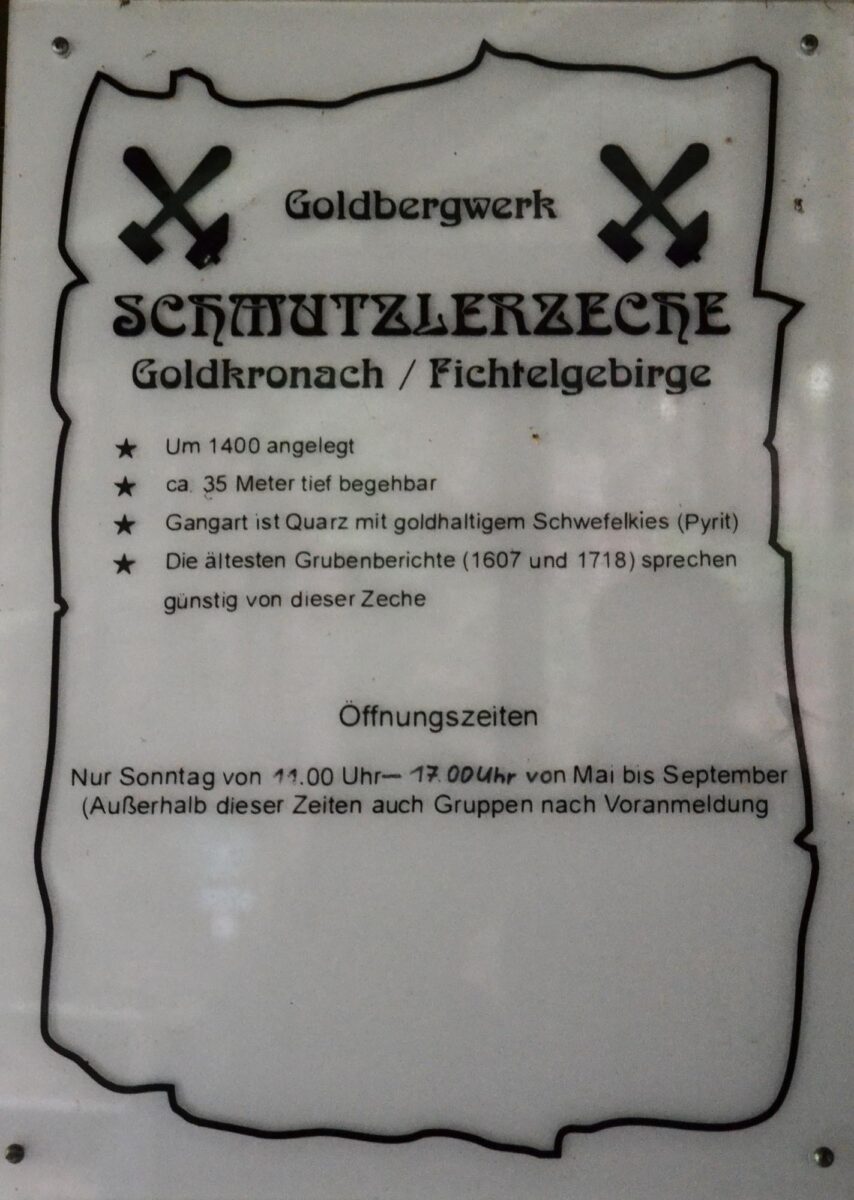 Goldbergwerk
SCHMUTZLERZECHE
Goldkronach / Fichtelgebirge
★ Um 1400 angelegt
★ ca. 35 Meter tief begehbar
★ Gangart ist Quarz mit goldhaltigem Schwefelkies (Pyrit)
★ Die ältesten Grubenberichte (1607 und 1718) sprechen
günstig von dieser Zeche
Öffnungszeiten
Nur Sonntag von 11.00 Uhr– 17.00 Uhr von Mai bis September
(Außerhalb dieser Zeiten auch Gruppen nach Voranmeldung